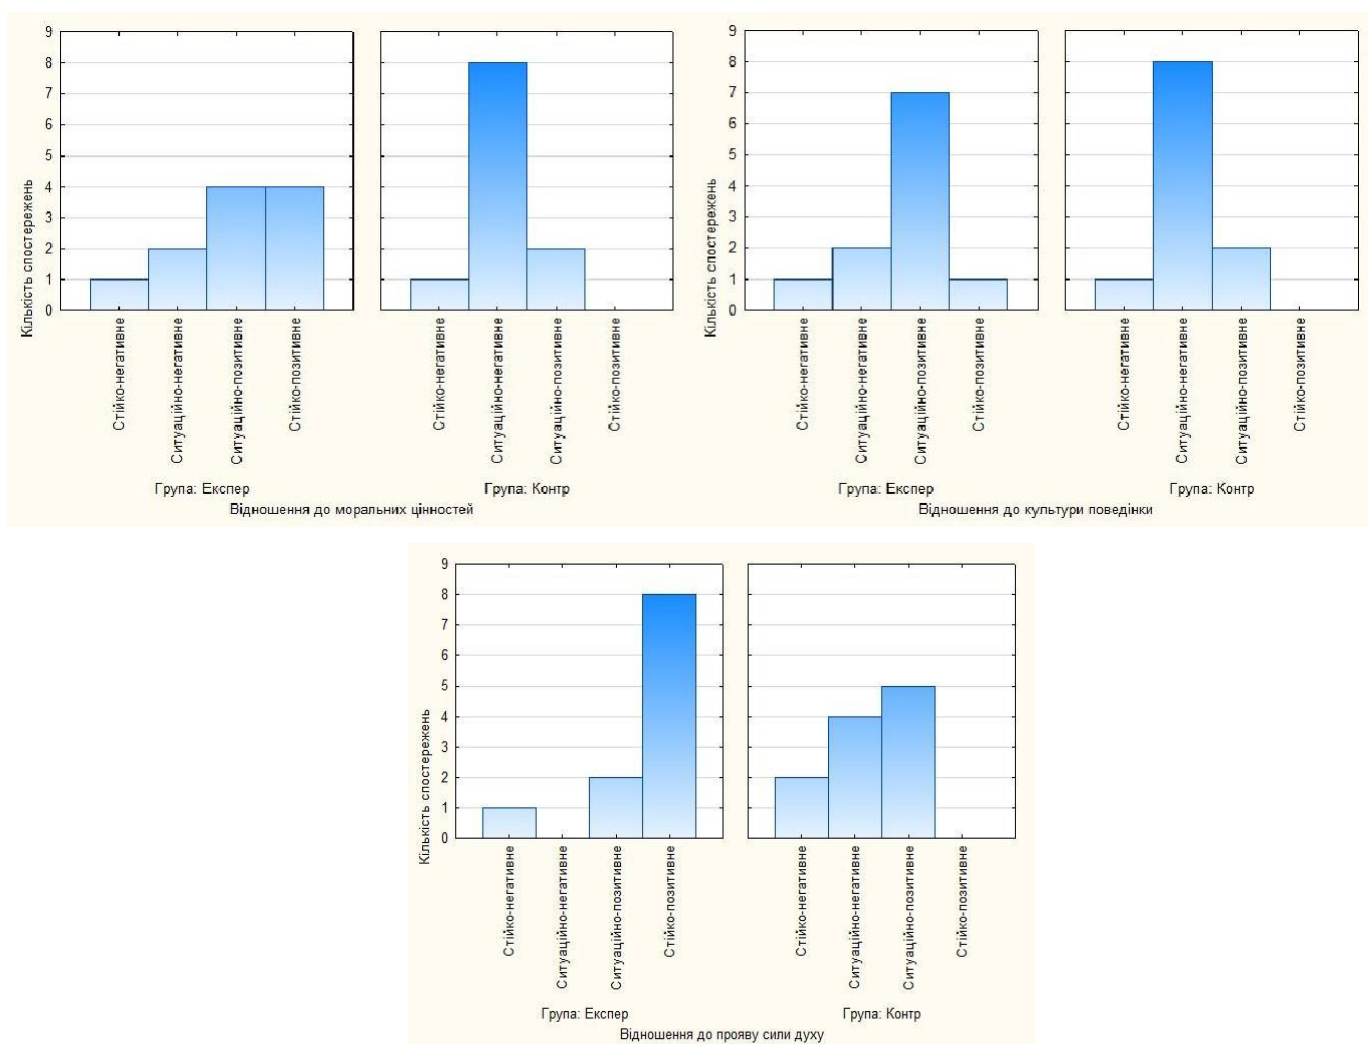 Кількість спостережень
9
8
7
6
5
4
3
2
1
0
Стійко-негативне
Ситуаційно-негативне
Ситуаційно-позитивне
Стійко-позитивне
Стійко-негативне
Ситуаційно-негативне
Ситуаційно-позитивне
Стійко-позитивне
Група: Експер
Група: Контр
Відношення до моральних цінностей
Кількість спостережень
9
8
7
6
5
4
3
2
1
0
Стійко-негативне
Ситуаційно-негативне
Ситуаційно-позитивне
Стійко-позитивне
Стійко-негативне
Ситуаційно-негативне
Ситуаційно-позитивне
Стійко-позитивне
Група: Експер
Група: Контр
Відношення до культури поведінки
Кількість спостережень
9
8
7
6
5
4
3
2
1
0
Стійко-негативне
Ситуаційно-негативне
Ситуаційно-позитивне
Стійко-позитивне
Стійко-негативне
Ситуаційно-негативне
Ситуаційно-позитивне
Стійко-позитивне
Група: Експер
Група: Контр
Відношення до прояву сили духу